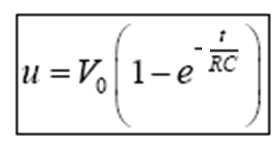 u = V₀ ( 1 − e^(-t/RC) )